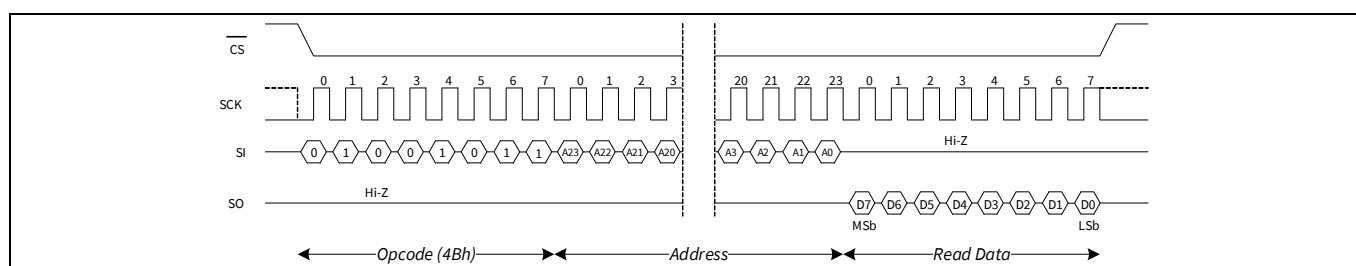 CS
0 1 2 3 4 5 6 7 0 1 2 3 20 21 22 23 0 1 2 3 4 5 6 7
SCK
SI 0 1 0 0 1 0 1 1 A23 A22 A21 A20 A3 A2 A1 A0 Hi-Z
Hi-Z
SO D7 D6 D5 D4 D3 D2 D1 D0
MSb LSb
Opcode (4Bh) Address Read Data